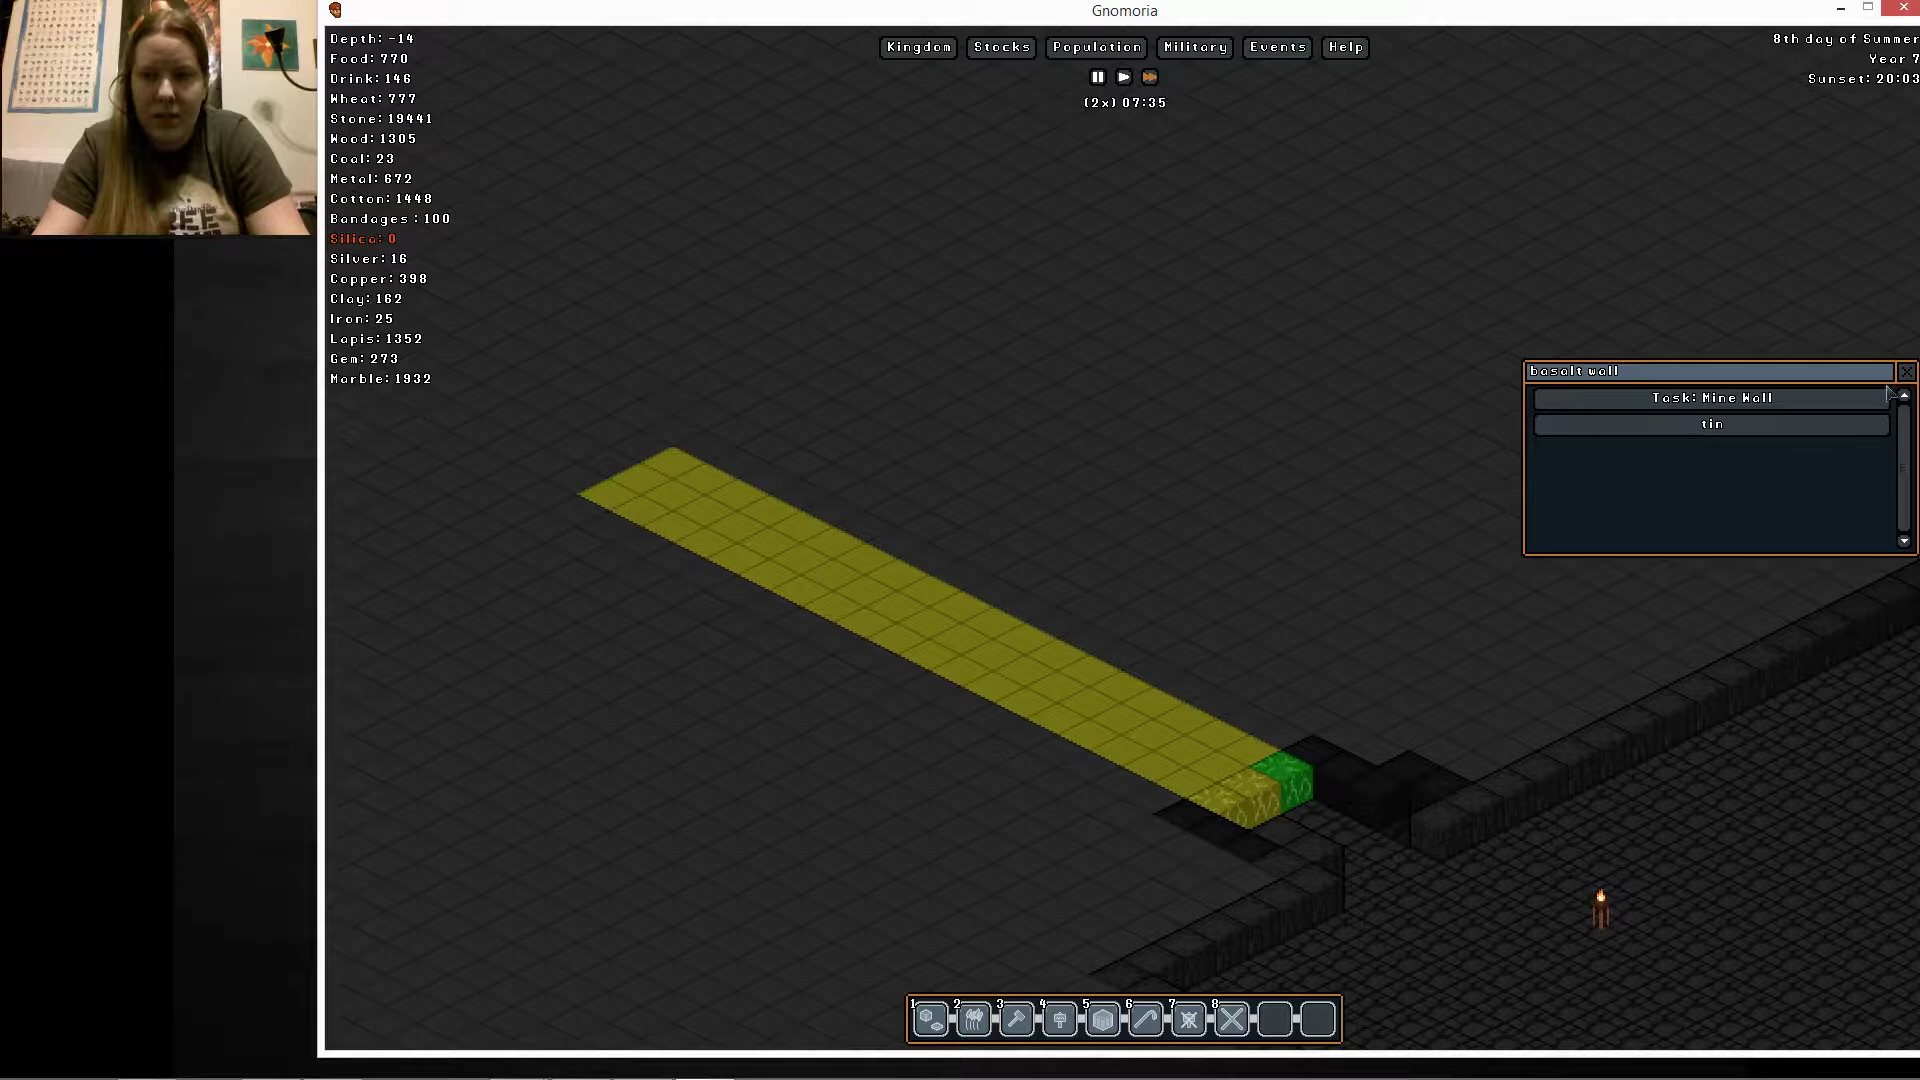 Gnomoria
Depth: -14
Food: 770
Drink: 146
Wheat: 777
Stone: 19441
Wood: 1305
Coal: 23
Metal: 672
Cotton: 1448
Bandages: 100
Silica: 0
Silver: 16
Copper: 398
Clay: 162
Iron: 25
Lapis: 1352
Gem: 273
Marble: 1932
Kingdom Stocks Population Military Events Help
(2x) 07:35
8th day of Summer
Year 7
Sunset: 20:03
basalt wall
Task: Mine Wall
tin
1 2 3 4 5 6 7 8